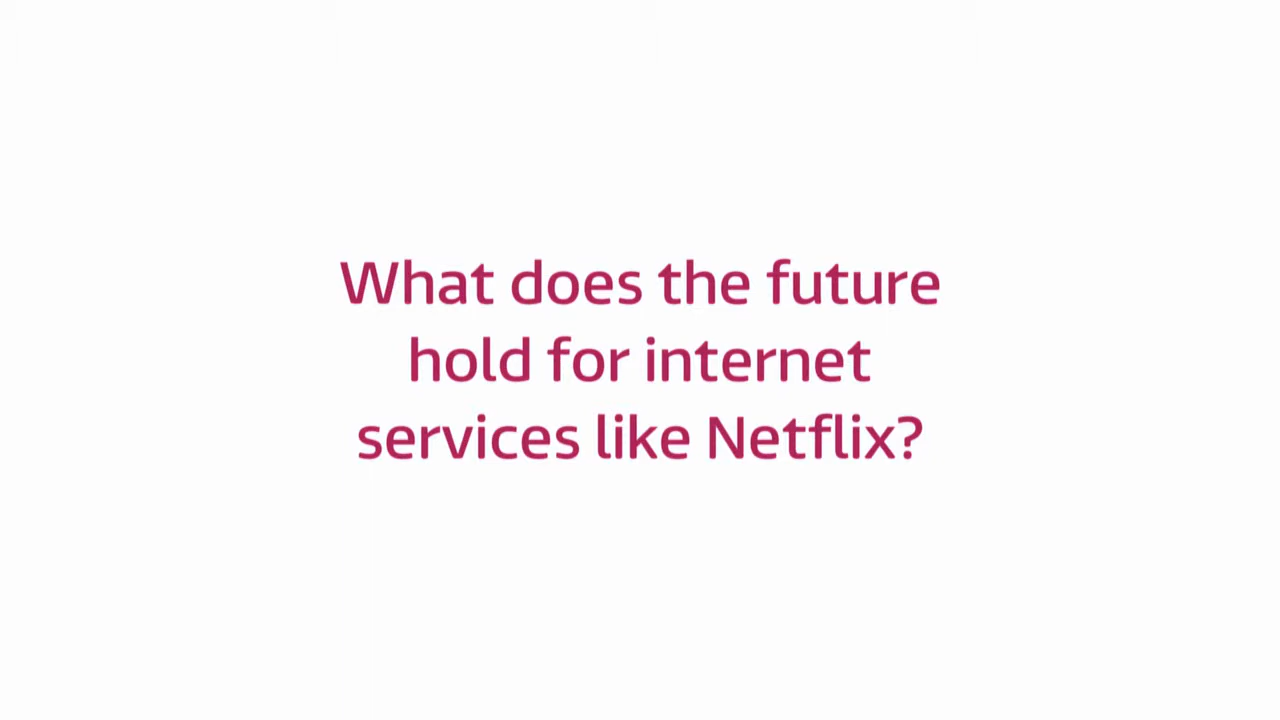 What does the future
hold for internet
services like Netflix?